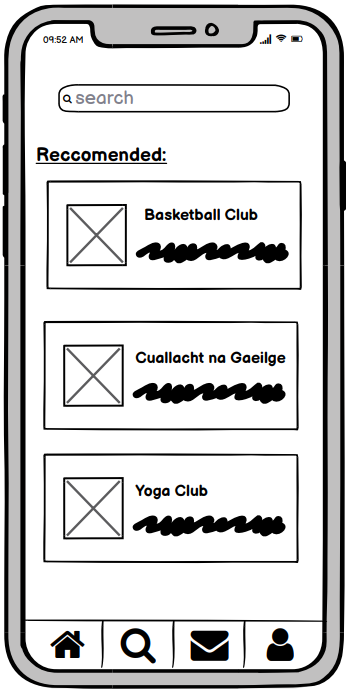 09:52 AM
search
Reccomended:
Basketball Club
Cuallacht na Gaeilge
Yoga Club